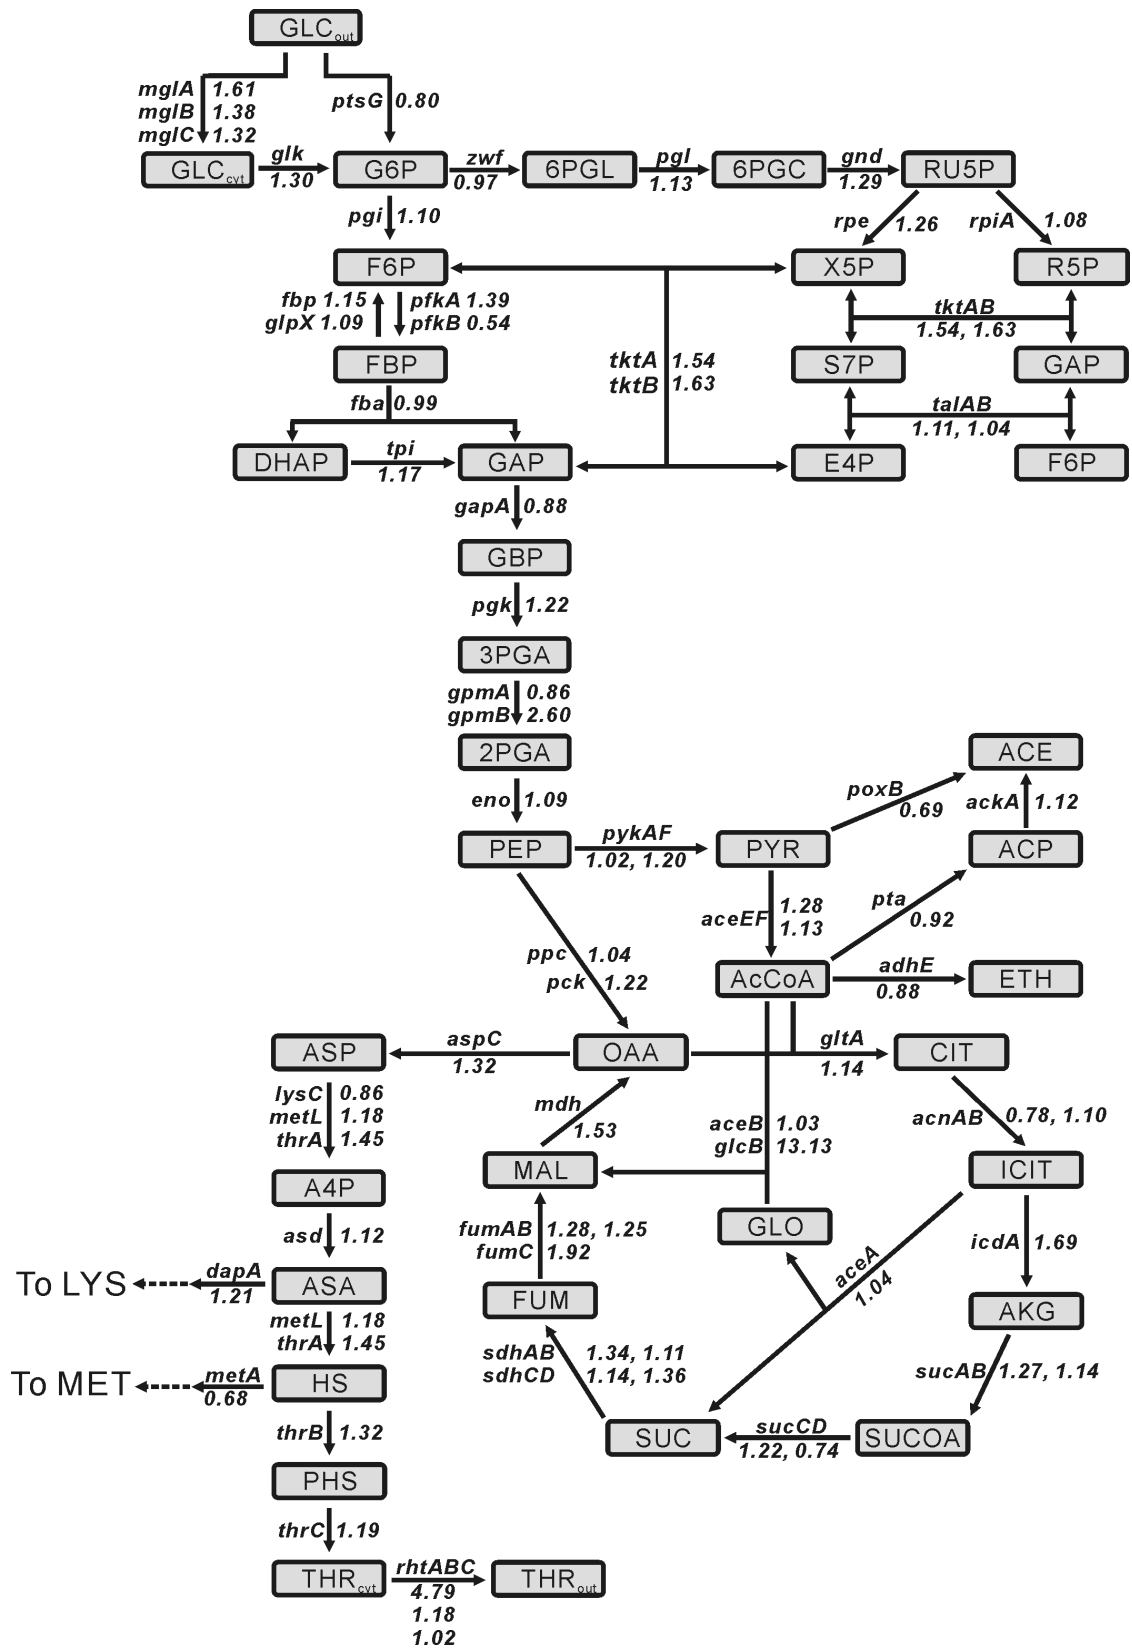 GLCout
mglA 1.61
mglB 1.38
mglC 1.32
ptsG 0.80
GLCcyt
glk
1.30
G6P
zwf
0.97
6PGL
pgl
1.13
6PGC
gnd
1.29
RU5P
pgi 1.10
rpe 1.26
rpiA 1.08
F6P
X5P
R5P
fbp 1.15
glpX 1.09
pfkA 1.39
pfkB 0.54
tktAB
1.54, 1.63
FBP
tktA 1.54
tktB 1.63
S7P
GAP
fba 0.99
talAB
1.11, 1.04
DHAP
tpi
1.17
GAP
E4P
F6P
gapA 0.88
GBP
pgk 1.22
3PGA
gpmA 0.86
gpmB 2.60
2PGA
ACE
eno 1.09
poxB
0.69
ackA 1.12
PEP
pykAF
1.02, 1.20
PYR
ACP
aceEF 1.28
1.13
pta
0.92
ppc 1.04
pck 1.22
AcCoA
adhE
0.88
ETH
ASP
aspC
1.32
OAA
gltA
1.14
CIT
lysC 0.86
metL 1.18
thrA 1.45
mdh
1.53
aceB 1.03
glcB 13.13
acnAB 0.78, 1.10
A4P
MAL
ICIT
asd 1.12
fumAB 1.28, 1.25
fumC 1.92
GLO
aceA
1.04
icdA 1.69
To LYS
dapA
1.21
ASA
FUM
AKG
metL 1.18
thrA 1.45
sdhAB 1.34, 1.11
sdhCD 1.14, 1.36
sucAB 1.27, 1.14
To MET
metA
0.68
HS
thrB 1.32
SUC
sucCD
1.22, 0.74
SUCOA
PHS
thrC 1.19
THRcyt
rhtABC
4.79
1.18
1.02
THRout